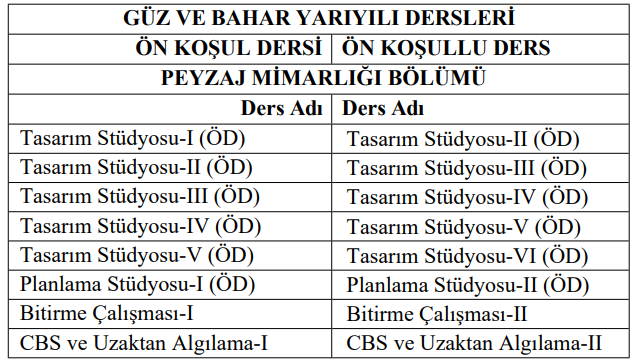 GÜZ VE BAHAR YARIYILI DERSLERİ
ÖN KOŞUL DERSİ ÖN KOŞULLU DERS
PEYZAJ MİMARLIĞI BÖLÜMÜ
Ders Adı Ders Adı
Tasarım Stüdyosu-I (ÖD) Tasarım Stüdyosu-II (ÖD)
Tasarım Stüdyosu-II (ÖD) Tasarım Stüdyosu-III (ÖD)
Tasarım Stüdyosu-III (ÖD) Tasarım Stüdyosu-IV (ÖD)
Tasarım Stüdyosu-IV (ÖD) Tasarım Stüdyosu-V (ÖD)
Tasarım Stüdyosu-V (ÖD) Tasarım Stüdyosu-VI (ÖD)
Planlama Stüdyosu-I (ÖD) Planlama Stüdyosu-II (ÖD)
Bitirme Çalışması-I Bitirme Çalışması-II
CBS ve Uzaktan Algılama-I CBS ve Uzaktan Algılama-II